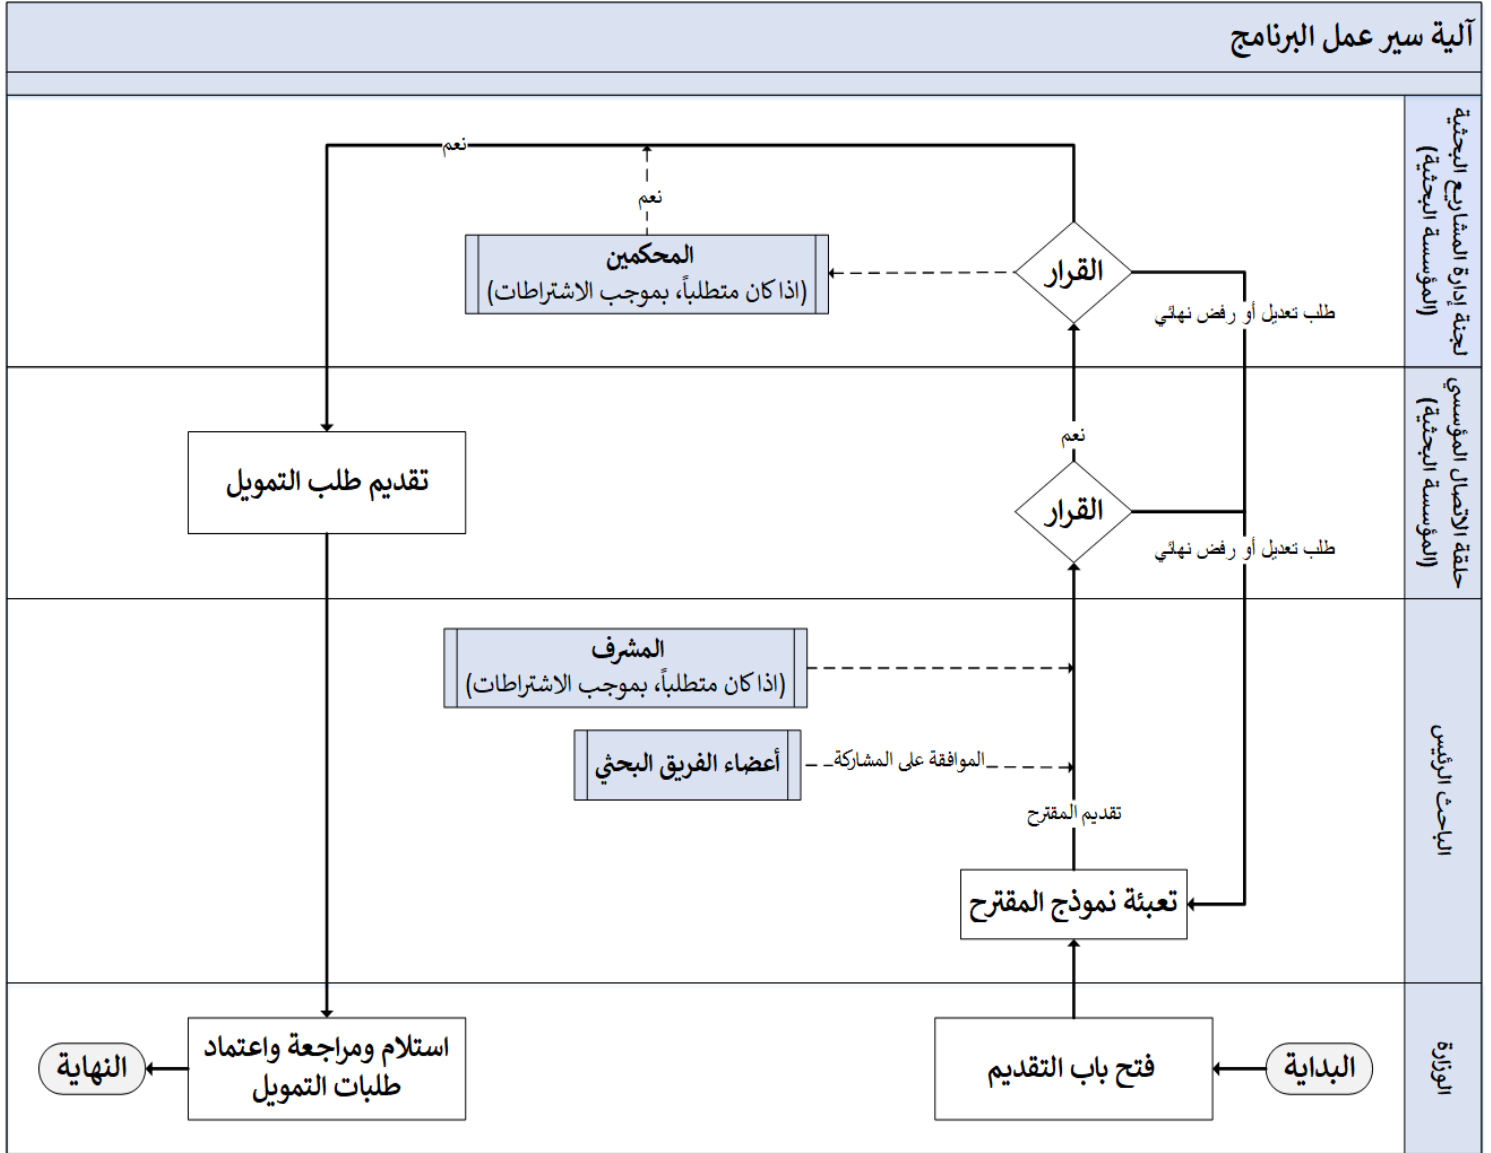 آلية سير عمل البرنامج
لجنة إدارة المشاريع البحثية
(المؤسسة البحثية)
نعم
نعم
المحكمين
(اذا كان متطلباً، بموجب الاشتراطات)
القرار
طلب تعديل أو رفض نهائي
حلقة الاتصال المؤسسي
(المؤسسة البحثية)
نعم
القرار
طلب تعديل أو رفض نهائي
تقديم طلب التمويل
الباحث الرئيس
المشرف
(اذا كان متطلباً، بموجب الاشتراطات)
أعضاء الفريق البحثي
الموافقة على المشاركة
تقديم المقترح
تعبئة نموذج المقترح
الوزارة
البداية
فتح باب التقديم
استلام ومراجعة واعتماد
طلبات التمويل
النهاية